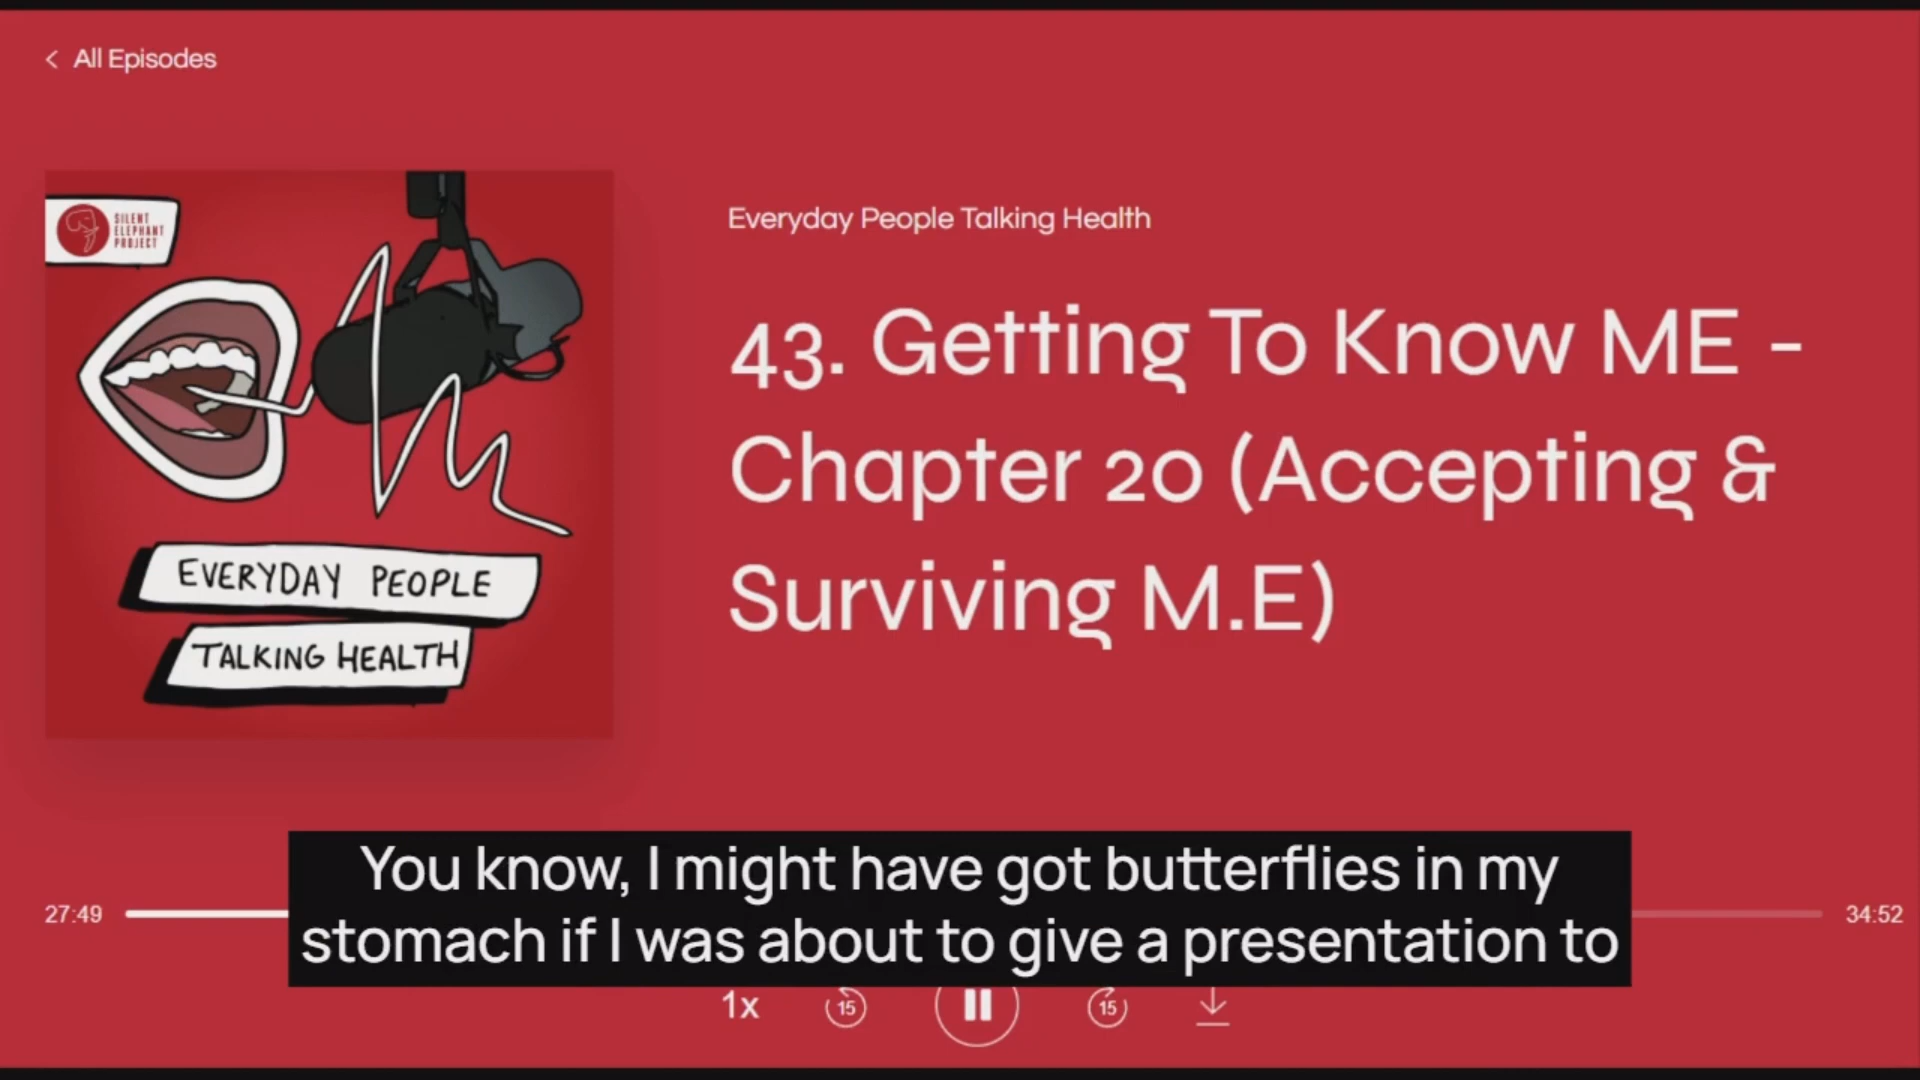 All Episodes
SILENT
ELEPHANT
PROJECT
EVERYDAY PEOPLE
TALKING HEALTH
Everyday People Talking Health
43. Getting To Know ME -
Chapter 20 (Accepting &
Surviving M.E)
You know, I might have got butterflies in my
stomach if I was about to give a presentation to
27:49
34:52
1x
15
15